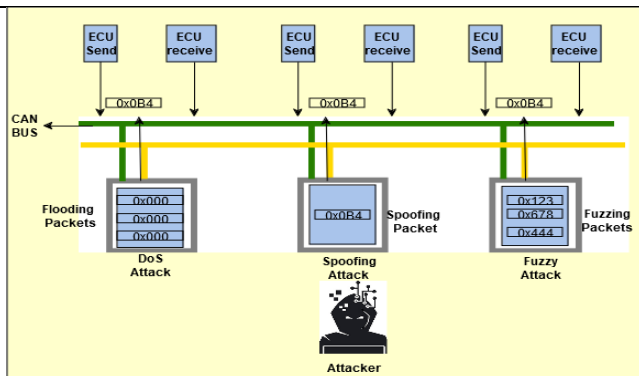 ECU
Send
ECU
receive
ECU
Send
ECU
receive
ECU
Send
ECU
receive
0x0B4
0x0B4
0x0B4
CAN
BUS
Flooding
Packets
0x000
0x000
0x000
DoS
Attack
0x0B4
Spoofing
Packet
Spoofing
Attack
0x123
0x678
0x444
Fuzzing
Packets
Fuzzy
Attack
Attacker